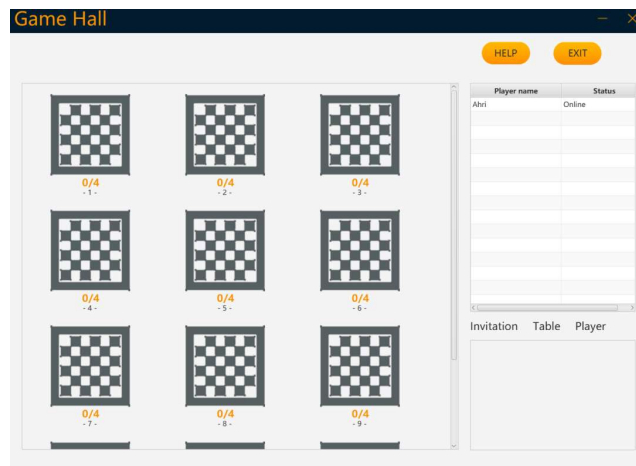 Game Hall
HELP EXIT
Player name Status
Ahri Online
0/4 0/4 0/4
- 1 - - 2 - - 3 -
0/4 0/4 0/4
- 4 - - 5 - - 6 -
Invitation Table Player
0/4 0/4 0/4
- 7 - - 8 - - 9 -